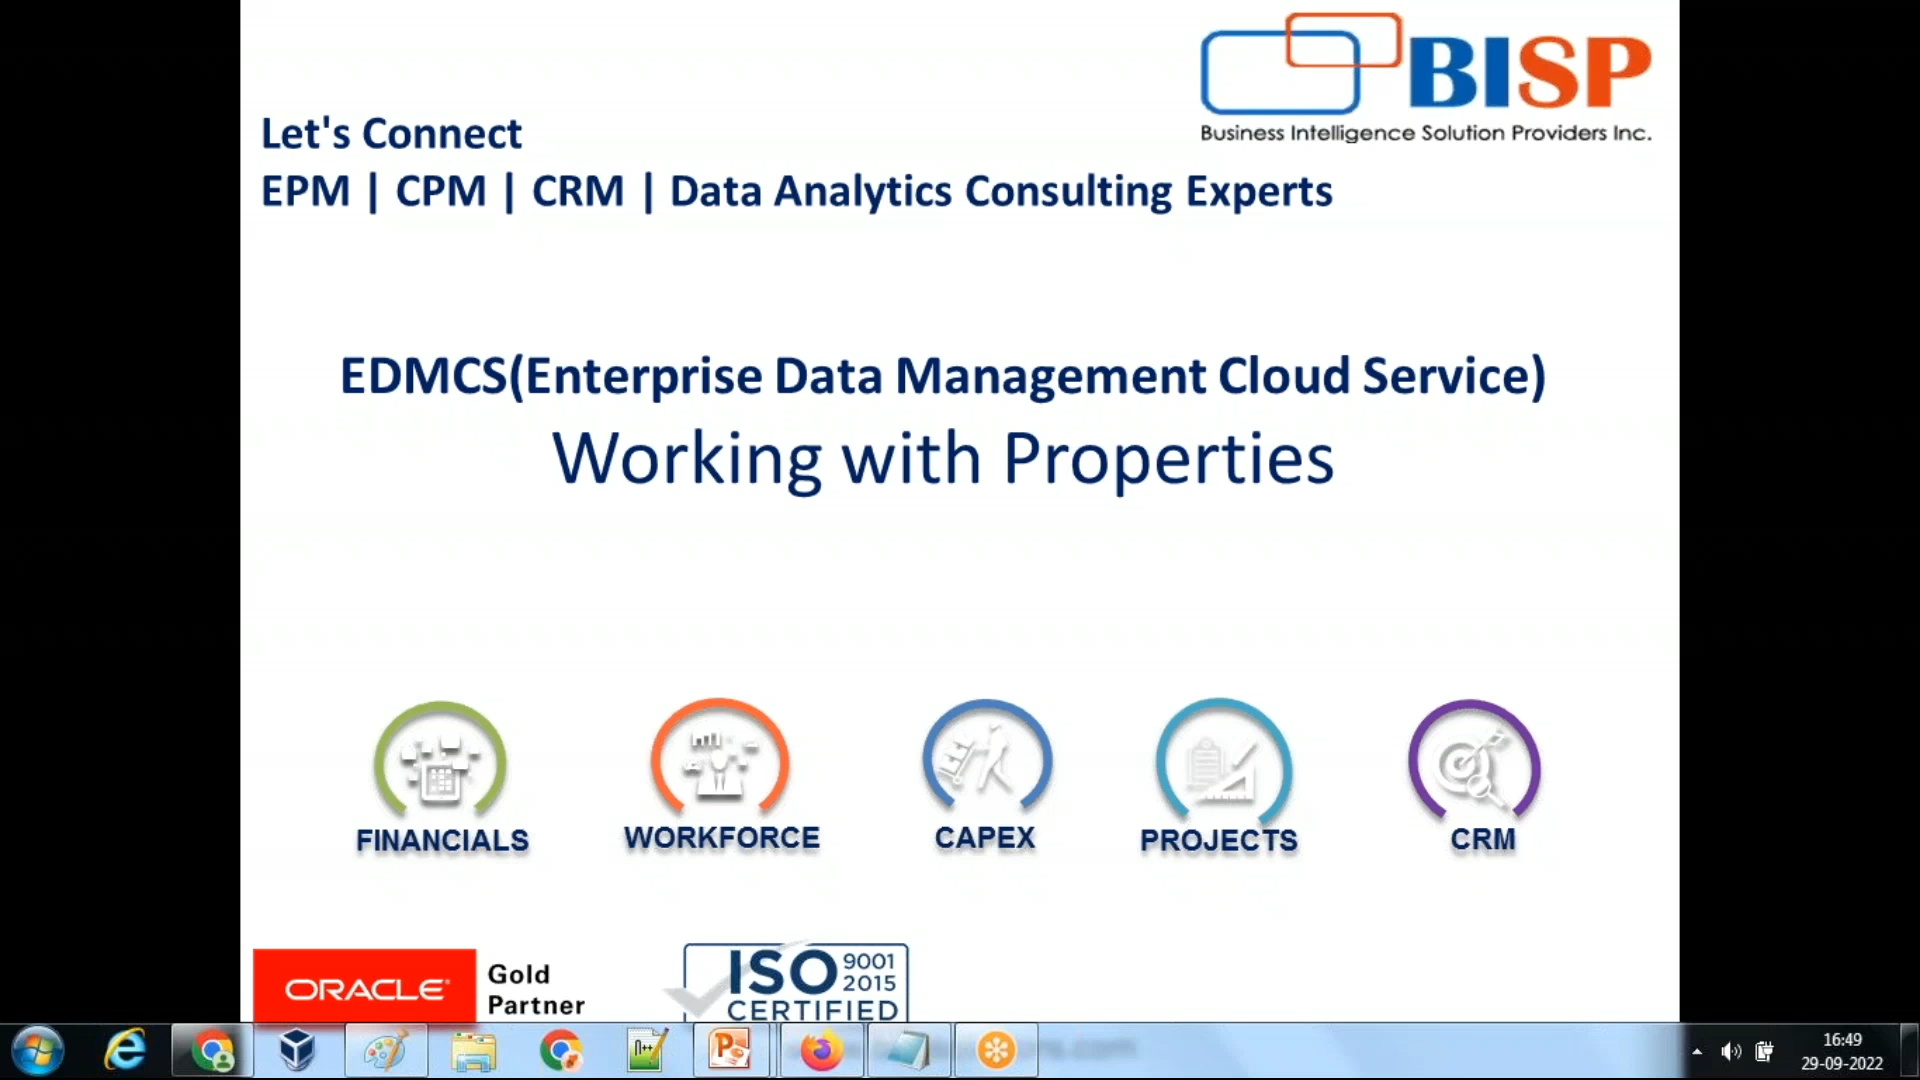 BISP
Business Intelligence Solution Providers Inc.
Let's Connect
EPM | CPM | CRM | Data Analytics Consulting Experts
EDMCS(Enterprise Data Management Cloud Service)
Working with Properties
FINANCIALS
WORKFORCE
CAPEX
PROJECTS
CRM
ORACLE
Gold
Partner
ISO 9001
2015
CERTIFIED
16:49
29-09-2022